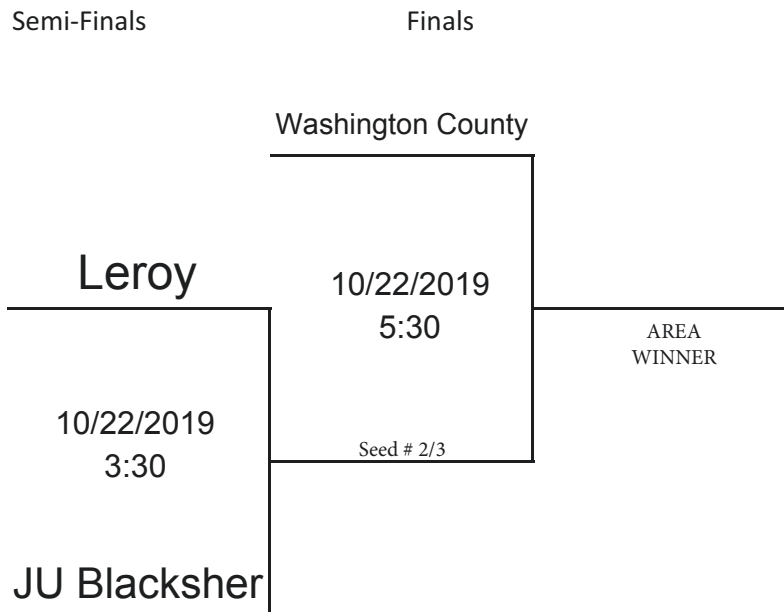 Semi-Finals
Finals
Washington County
Leroy
10/22/2019
5:30
AREA
WINNER
10/22/2019
3:30
Seed # 2/3
JU Blacksher